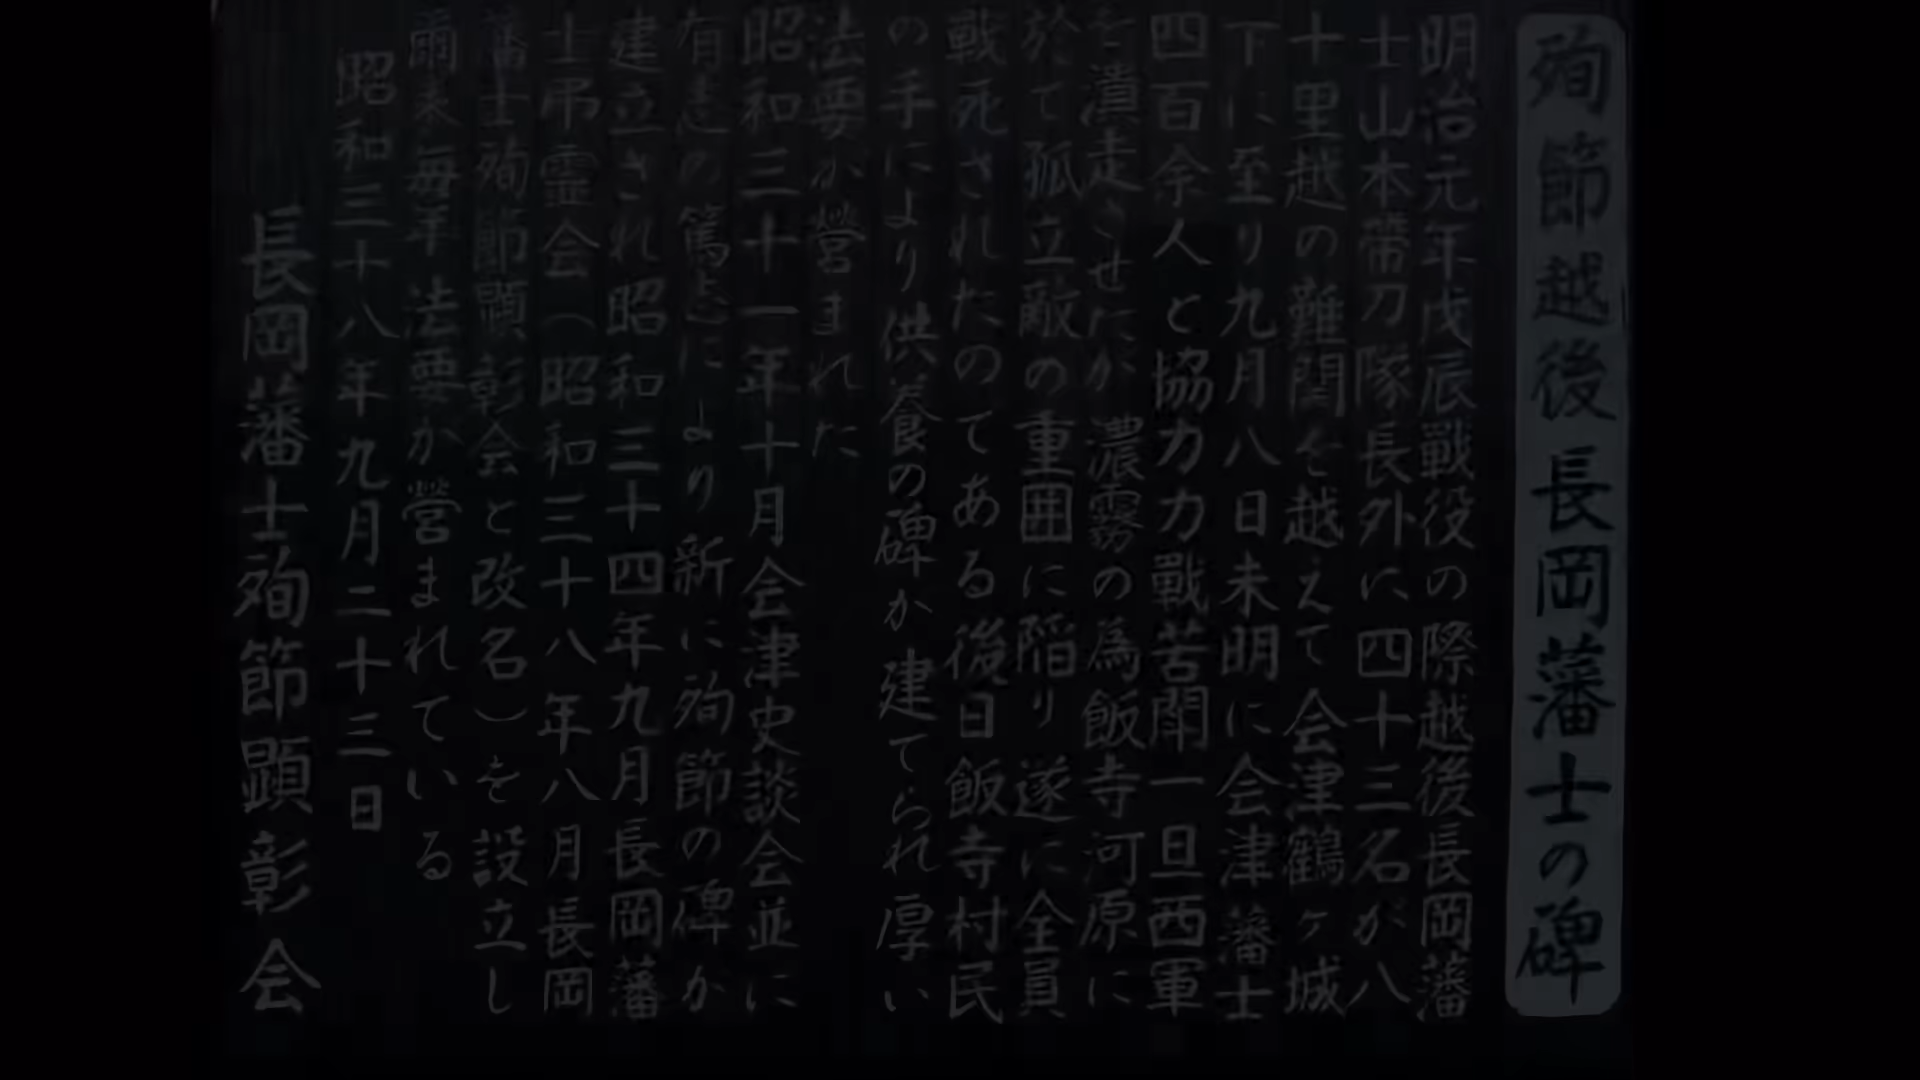 殉節越後長岡藩士の碑
明治元年戊辰戰役の際越後長岡藩
士山本帶刀隊長外に四十三名が八
十里越の難関を越えて会津鶴ヶ城
下に至り九月八日未明に会津藩士
四百余人と協力力戰苦闘一旦西軍
を潰走させたが濃霧の為飯寺河原に
於て孤立敵の重囲に陥り遂に全員
戦死されたのてある後日飯寺村民
の手により供養の碑か建てられ厚い
法要が営まれた
昭和三十一年十月会津史談会並に
有志の篤志により新に殉節の碑か
建立され昭和三十四年九月長岡藩
士弔霊会（昭和三十八年八月長岡
藩士殉節顕彰会と改名）を設立し
爾来毎年法要か営まれている
昭和三十八年九月二十三日
長岡藩士殉節顕彰会